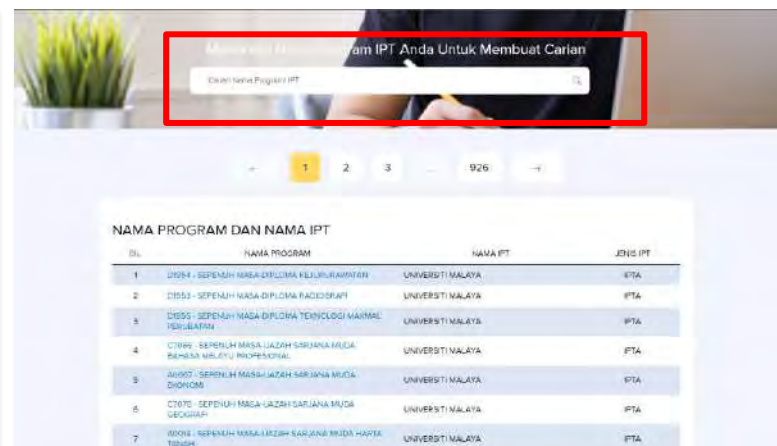 Program IPT Anda Untuk Membuat Carian
Carian Nama Program IPT
← 1 2 3 ... 926 →
NAMA PROGRAM DAN NAMA IPT
BIL NAMA PROGRAM NAMA IPT JENIS IPT
1 SEPENUH MASA-DIPLOMA KEJURURAWATAN UNIVERSITI MALAYA IPTA
2 SEPENUH MASA-DIPLOMA RADIOGRAFI UNIVERSITI MALAYA IPTA
3 SEPENUH MASA-DIPLOMA TEKNOLOGI MAKMAL
PERUBATAN UNIVERSITI MALAYA IPTA
4 SEPENUH MASA-IJAZAH SARJANA MUDA
BAHASA MELAYU PROFESIONAL UNIVERSITI MALAYA IPTA
5 SEPENUH MASA-IJAZAH SARJANA MUDA
EKONOMI UNIVERSITI MALAYA IPTA
6 SEPENUH MASA-IJAZAH SARJANA MUDA
GEOGRAFI UNIVERSITI MALAYA IPTA
7 SEPENUH MASA-IJAZAH SARJANA MUDA HARTA
TANAH UNIVERSITI MALAYA IPTA